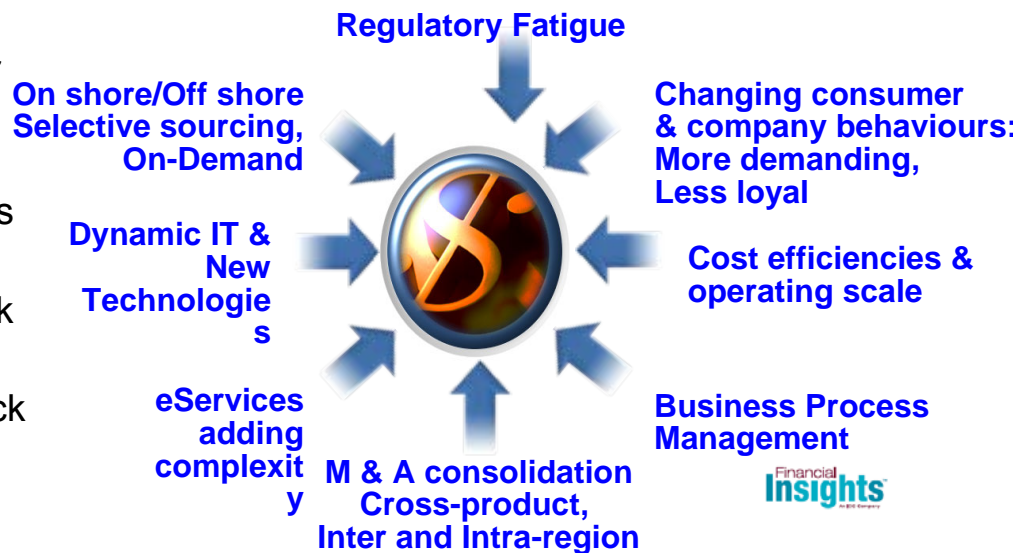 Regulatory Fatigue
On shore/Off shore
Selective sourcing,
On-Demand
Changing consumer
& company behaviours:
More demanding,
Less loyal
Dynamic IT &
New
Technologie
s
Cost efficiencies &
operating scale
eServices
adding
complexit
y
M & A consolidation
Cross-product,
Inter and Intra-region
Business Process
Management
Financial
Insights